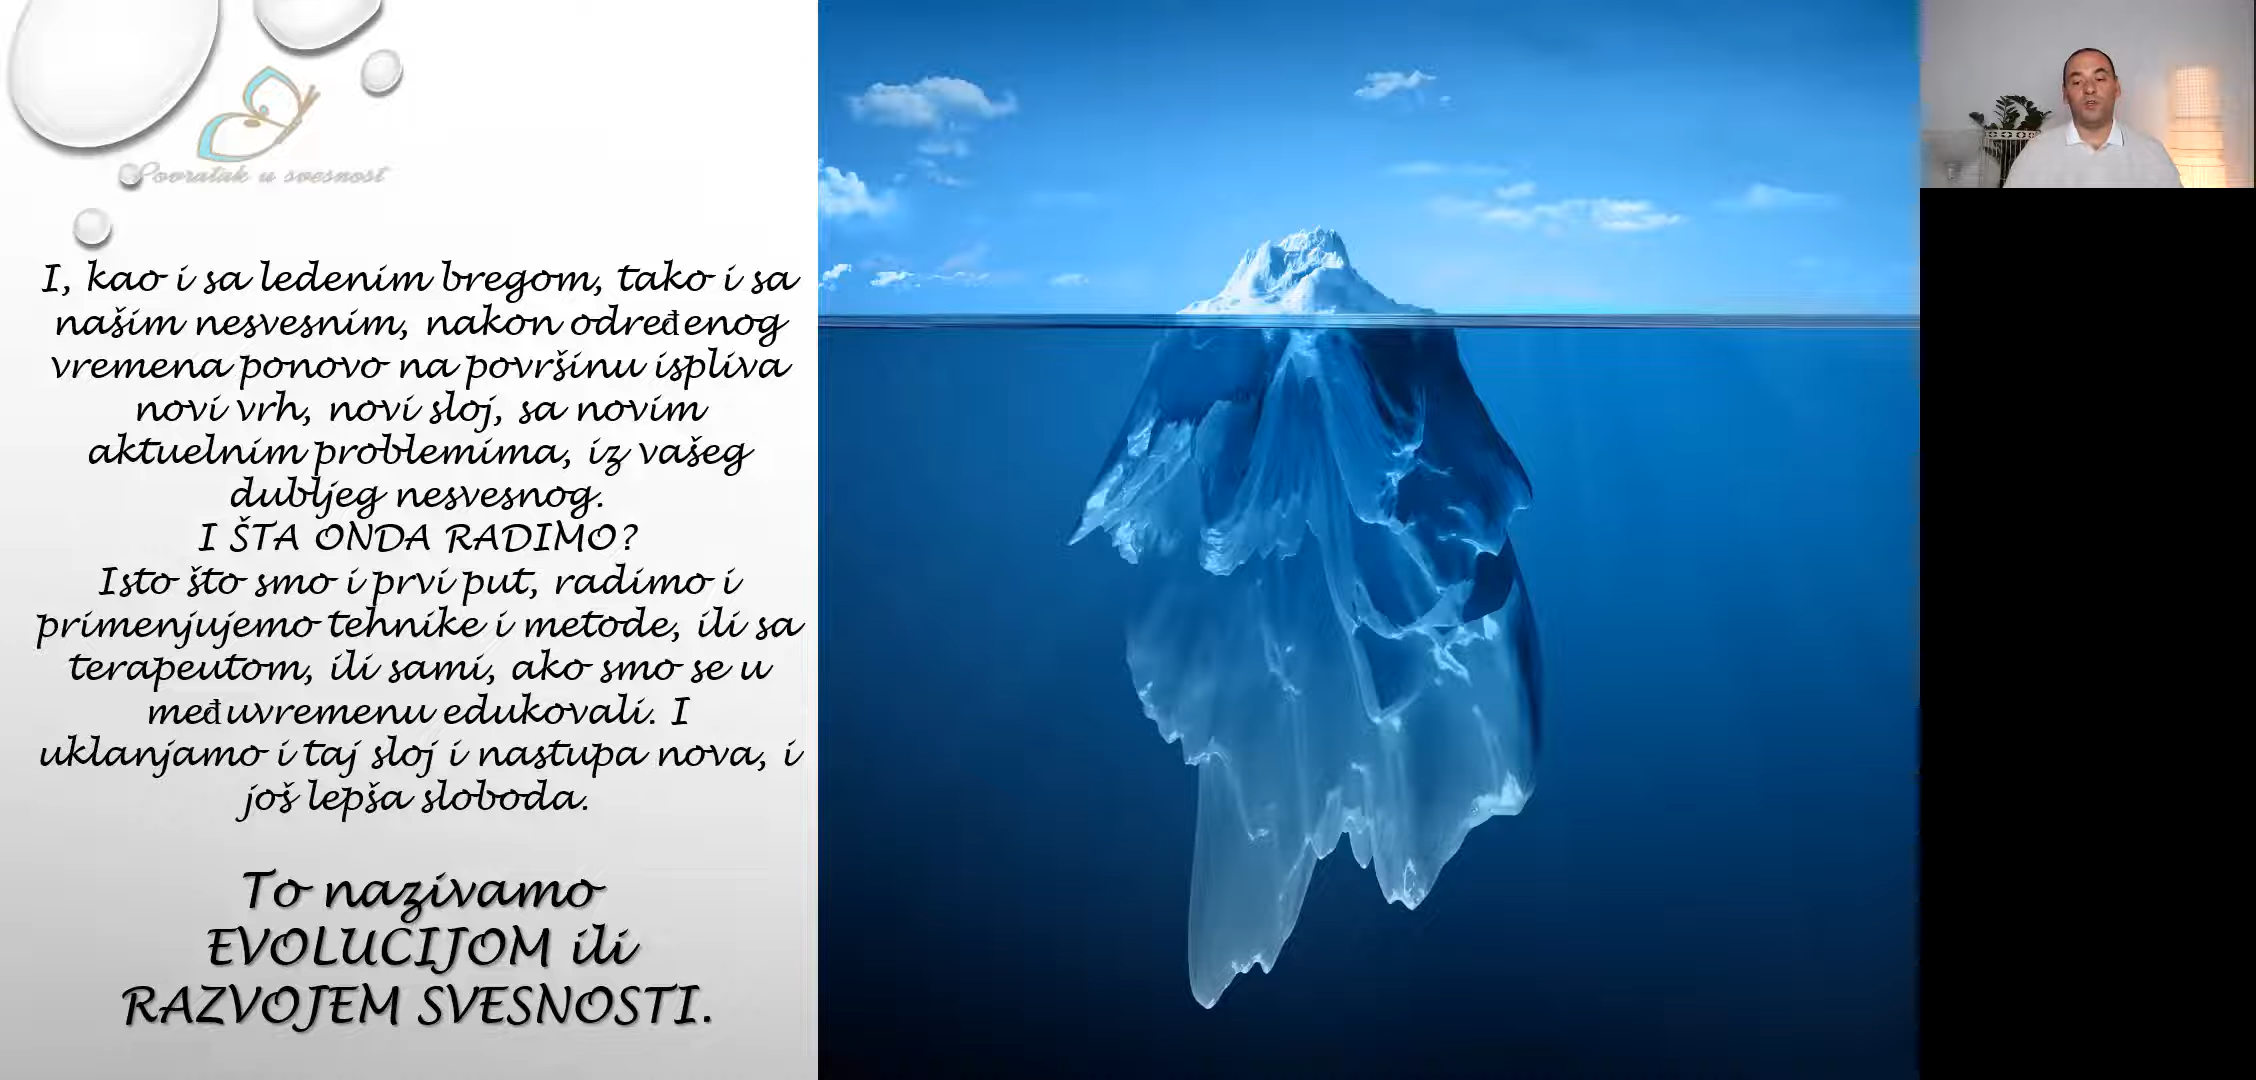 Povratak u svesnost
I, kao i sa ledenim bregom, tako i sa
našim nesvesnim, nakon određenog
vremena ponovo na površinu ispliva
novi vrh, novi sloj, sa novim
aktuelnim problemima, iz vašeg
dubljeg nesvesnog.
I ŠTA ONDA RADIMO?
Isto što smo i prvi put, radimo i
primenjujemo tehnike i metode, ili sa
terapeutom, ili sami, ako smo se u
međuvremenu edukovali. I
uklanjamo i taj sloj i nastupa nova, i
još lepša sloboda.
To nazivamo
EVOLUCIJOM ili
RAZVOJEM SVESNOSTI.